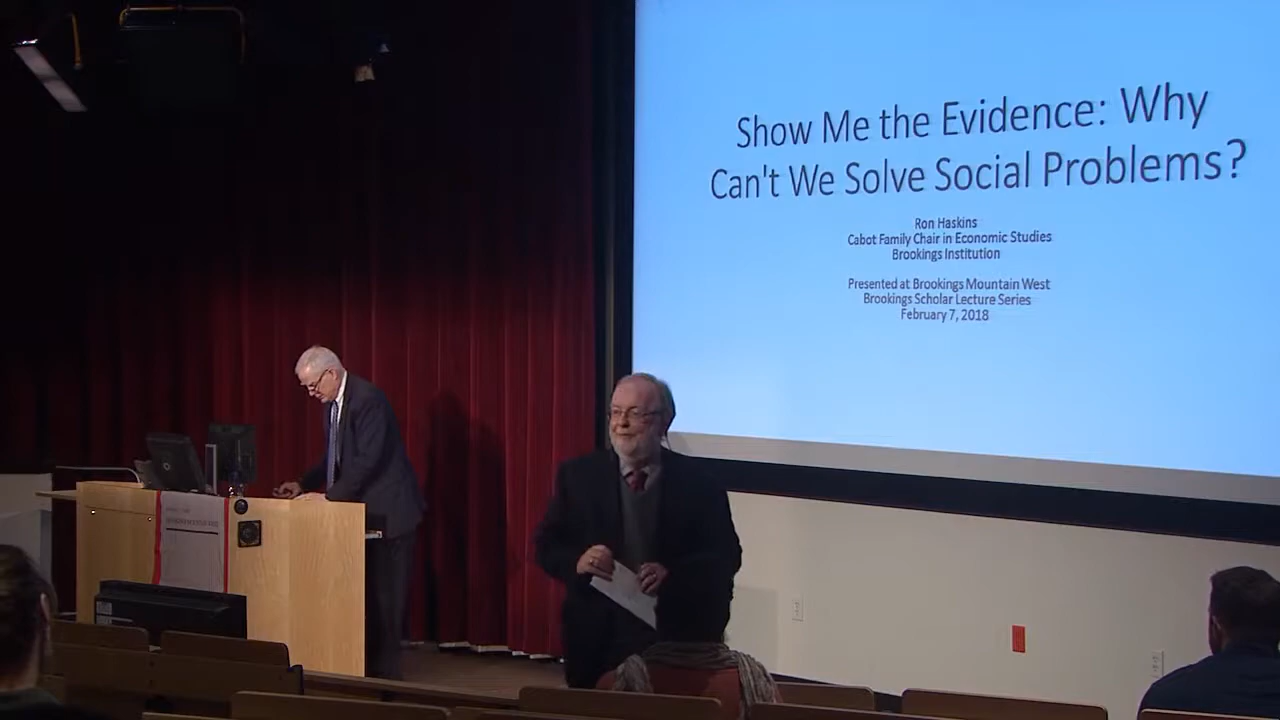 Show Me the Evidence: Why
Can't We Solve Social Problems?
Ron Haskins
Cabot Family Chair in Economic Studies
Brookings Institution
Presented at Brookings Mountain West
Brookings Scholar Lecture Series
February 7, 2018